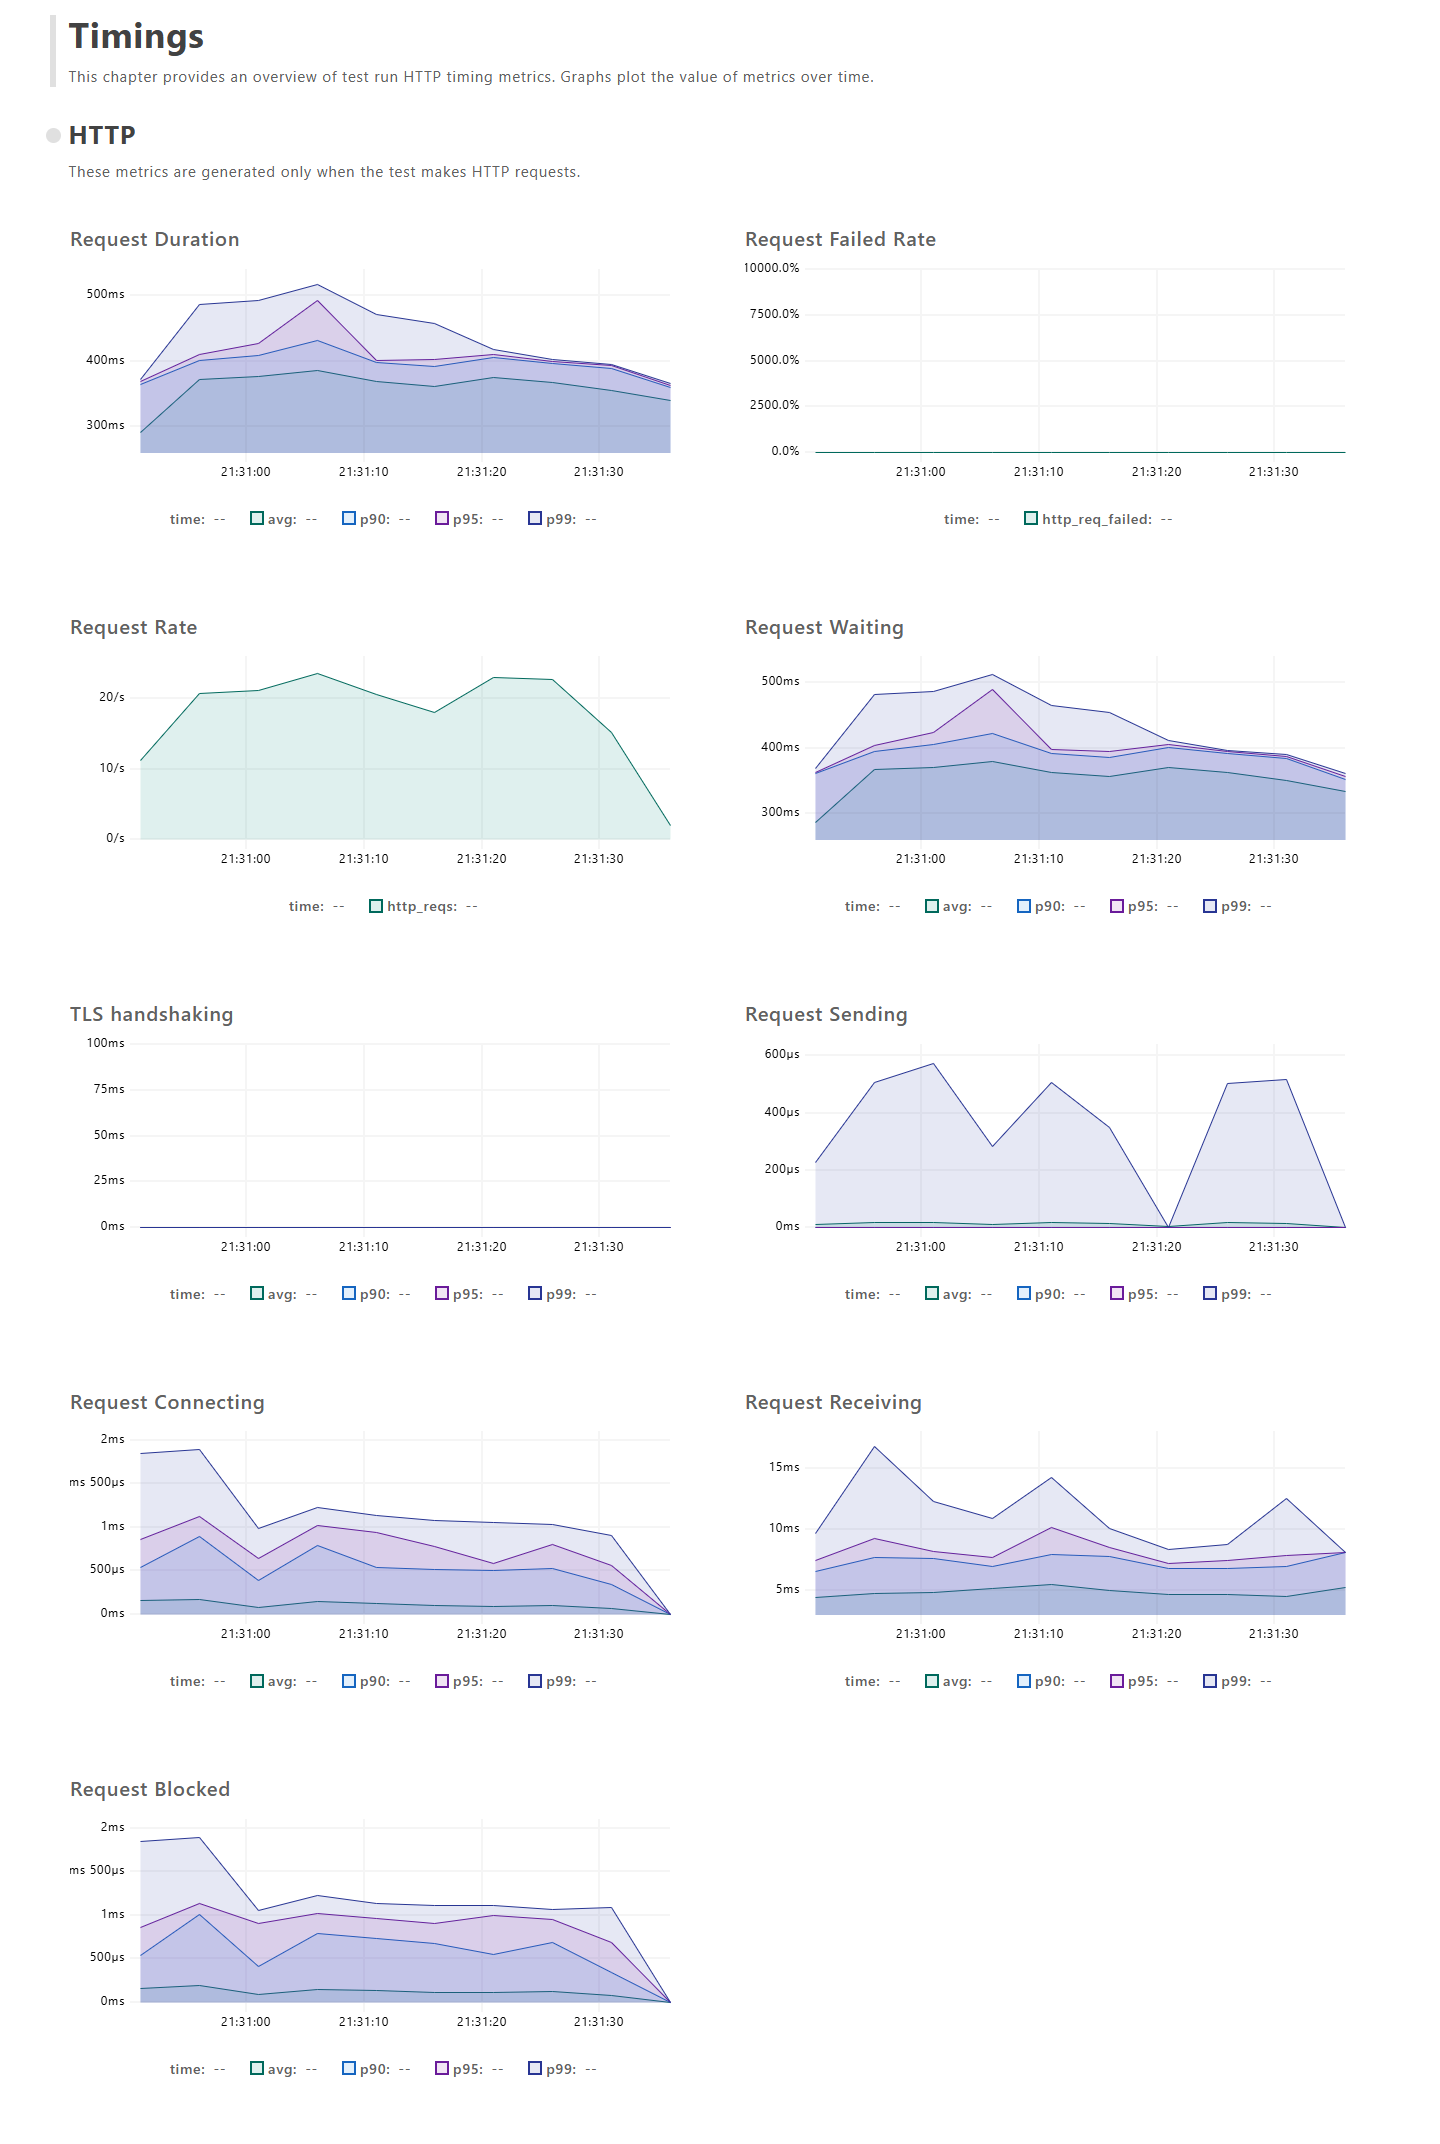 Timings
This chapter provides an overview of test run HTTP timing metrics. Graphs plot the value of metrics over time.
HTTP
These metrics are generated only when the test makes HTTP requests.
Request Duration
500ms
400ms
300ms
21:31:00 21:31:10 21:31:20 21:31:30
time: -- avg: -- p90: -- p95: -- p99: --
Request Failed Rate
10000.0%
7500.0%
5000.0%
2500.0%
0.0%
21:31:00 21:31:10 21:31:20 21:31:30
time: -- http_req_failed: --
Request Rate
20/s
10/s
0/s
21:31:00 21:31:10 21:31:20 21:31:30
time: -- http_reqs: --
Request Waiting
500ms
400ms
300ms
21:31:00 21:31:10 21:31:20 21:31:30
time: -- avg: -- p90: -- p95: -- p99: --
TLS handshaking
100ms
75ms
50ms
25ms
0ms
21:31:00 21:31:10 21:31:20 21:31:30
time: -- avg: -- p90: -- p95: -- p99: --
Request Sending
600µs
400µs
200µs
0ms
21:31:00 21:31:10 21:31:20 21:31:30
time: -- avg: -- p90: -- p95: -- p99: --
Request Connecting
2ms
ms 500µs
1ms
500µs
0ms
21:31:00 21:31:10 21:31:20 21:31:30
time: -- avg: -- p90: -- p95: -- p99: --
Request Receiving
15ms
10ms
5ms
21:31:00 21:31:10 21:31:20 21:31:30
time: -- avg: -- p90: -- p95: -- p99: --
Request Blocked
2ms
ms 500µs
1ms
500µs
0ms
21:31:00 21:31:10 21:31:20 21:31:30
time: -- avg: -- p90: -- p95: -- p99: --